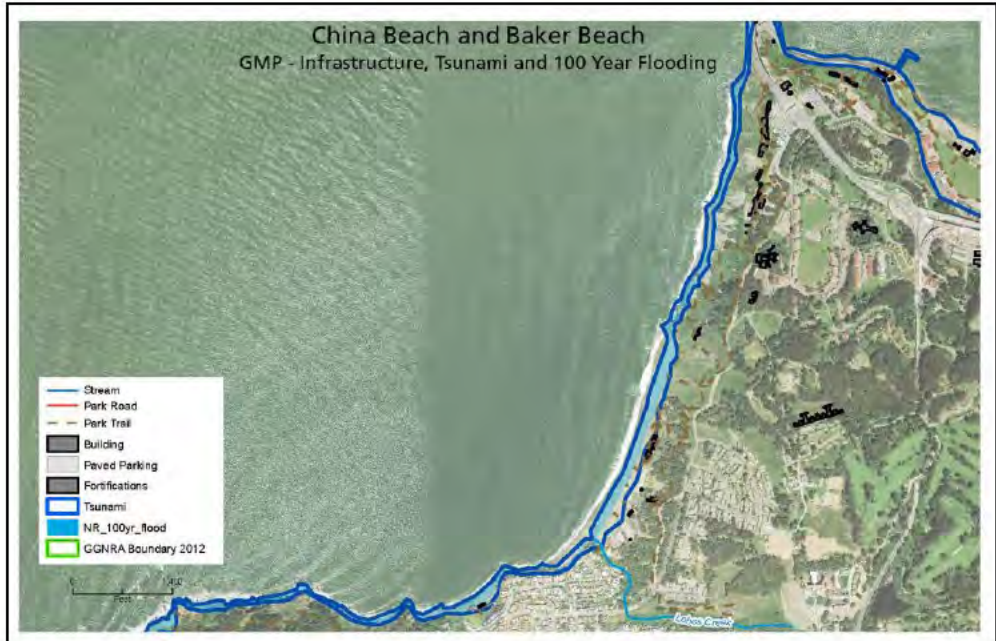 China Beach and Baker Beach
GMP - Infrastructure, Tsunami and 100 Year Flooding
Stream
Park Road
Park Trail
Building
Paved Parking
Fortifications
Tsunami
NR_100yr_flood
GGNRA Boundary 2012
0
Feet
Lobos Creek